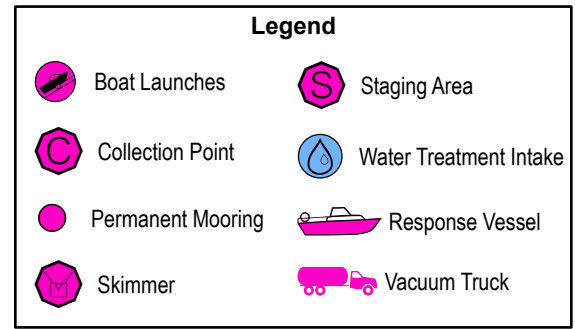 Legend
Boat Launches
S
Staging Area
C
Collection Point
Water Treatment Intake
Permanent Mooring
Response Vessel
Skimmer
Vacuum Truck